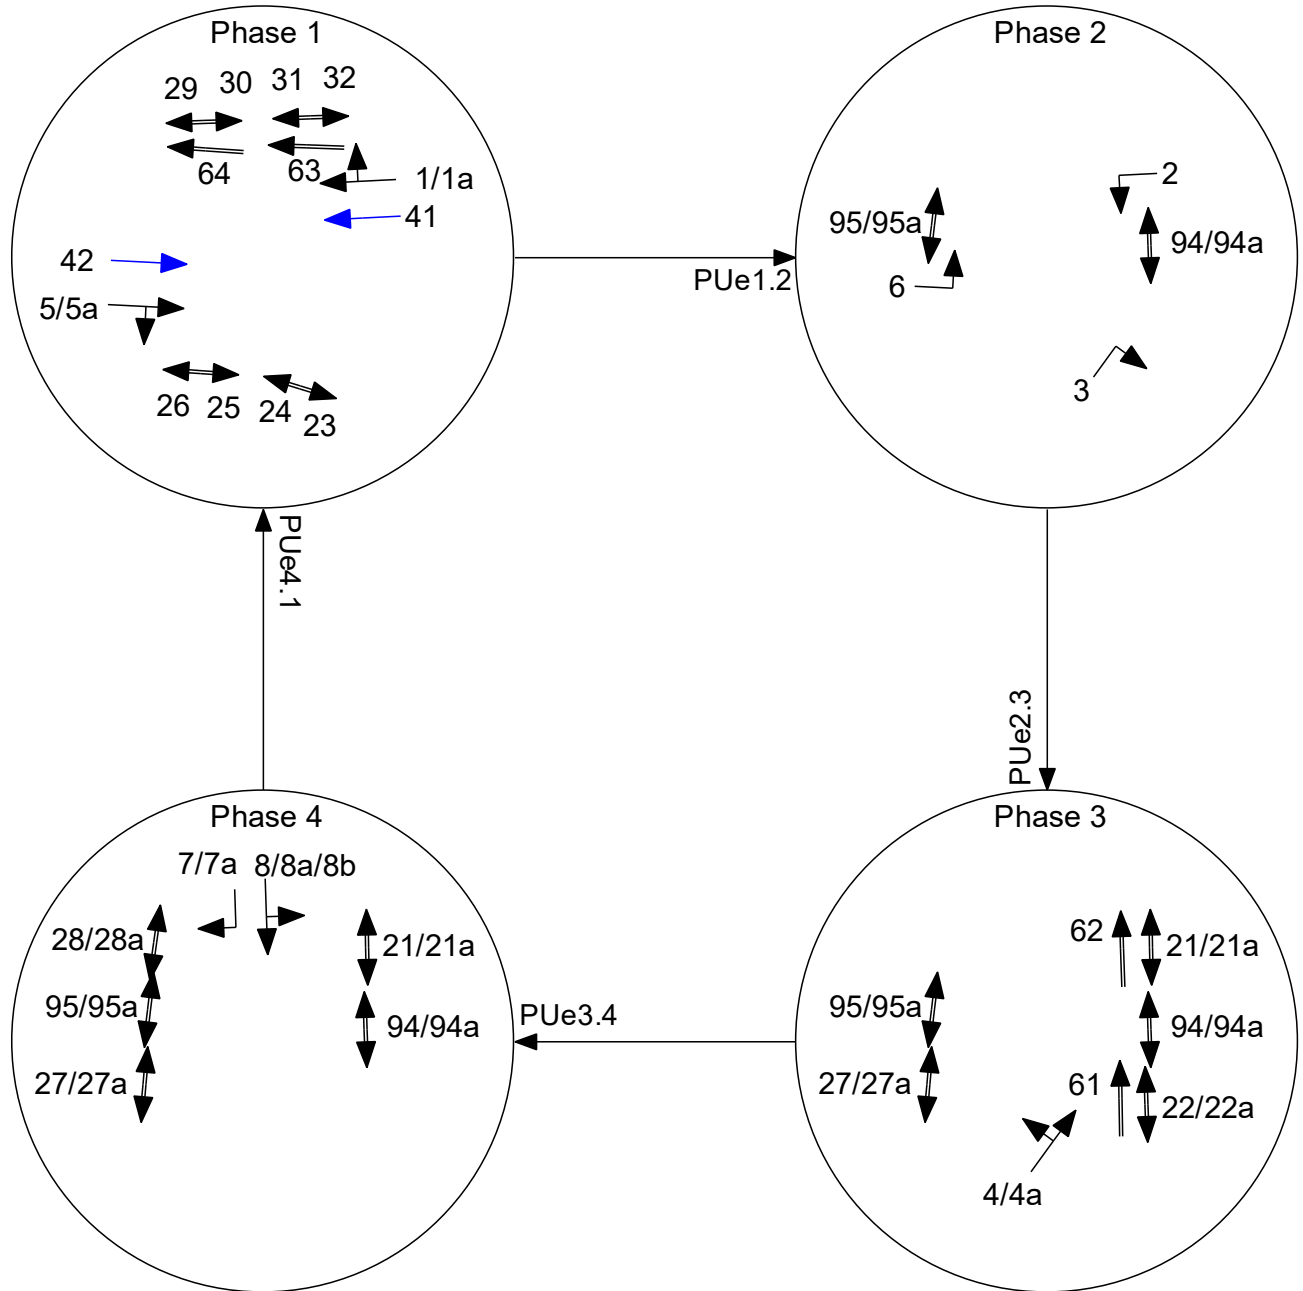 Phase 1
29 30 31 32
64 63 1/1a
41
42
5/5a
26 25 24 23
PUe1.2
Phase 2
2
95/95a 94/94a
6
3
PUe4.1
PUe2.3
Phase 4
7/7a 8/8a/8b
28/28a 21/21a
95/95a 94/94a
27/27a
PUe3.4
Phase 3
62 21/21a
95/95a 94/94a
27/27a 61 22/22a
4/4a